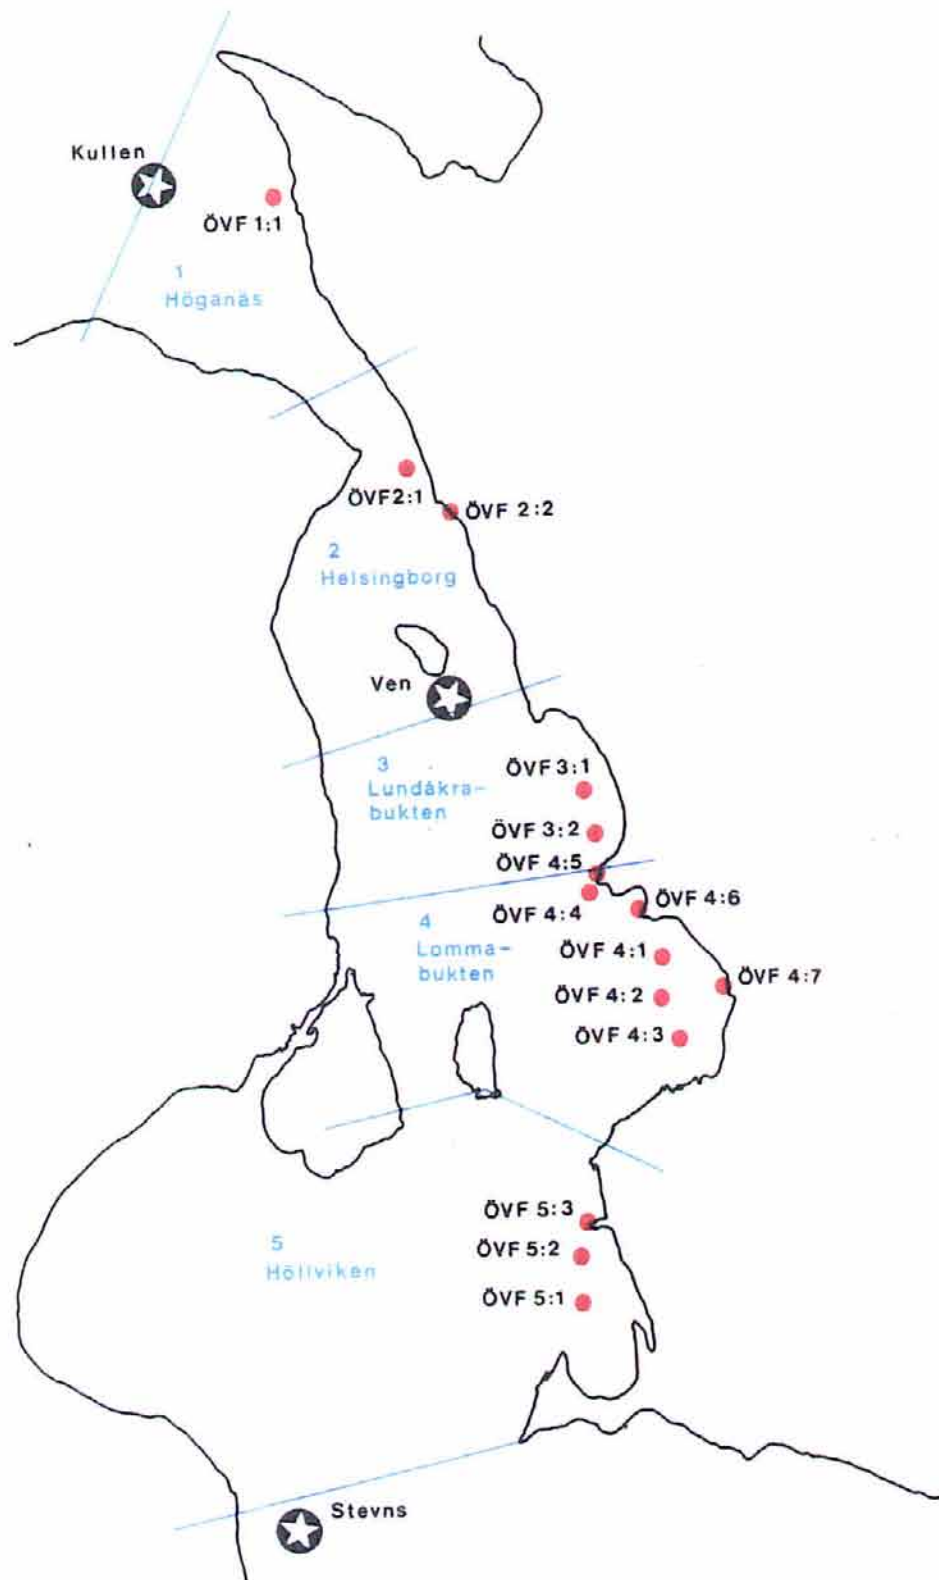 Kullen
ÖVF 1:1
1
Höganäs
ÖVF2:1
ÖVF 2:2
2
Helsingborg
Ven
3
Lundåkra-
bukten
ÖVF 3:1
ÖVF 3:2
ÖVF 4:5
ÖVF 4:4
ÖVF 4:6
4
Lomma-
bukten
ÖVF 4:1
ÖVF 4:7
ÖVF 4:2
ÖVF 4:3
ÖVF 5:3
5
Höllviken
ÖVF 5:2
ÖVF 5:1
Stevns